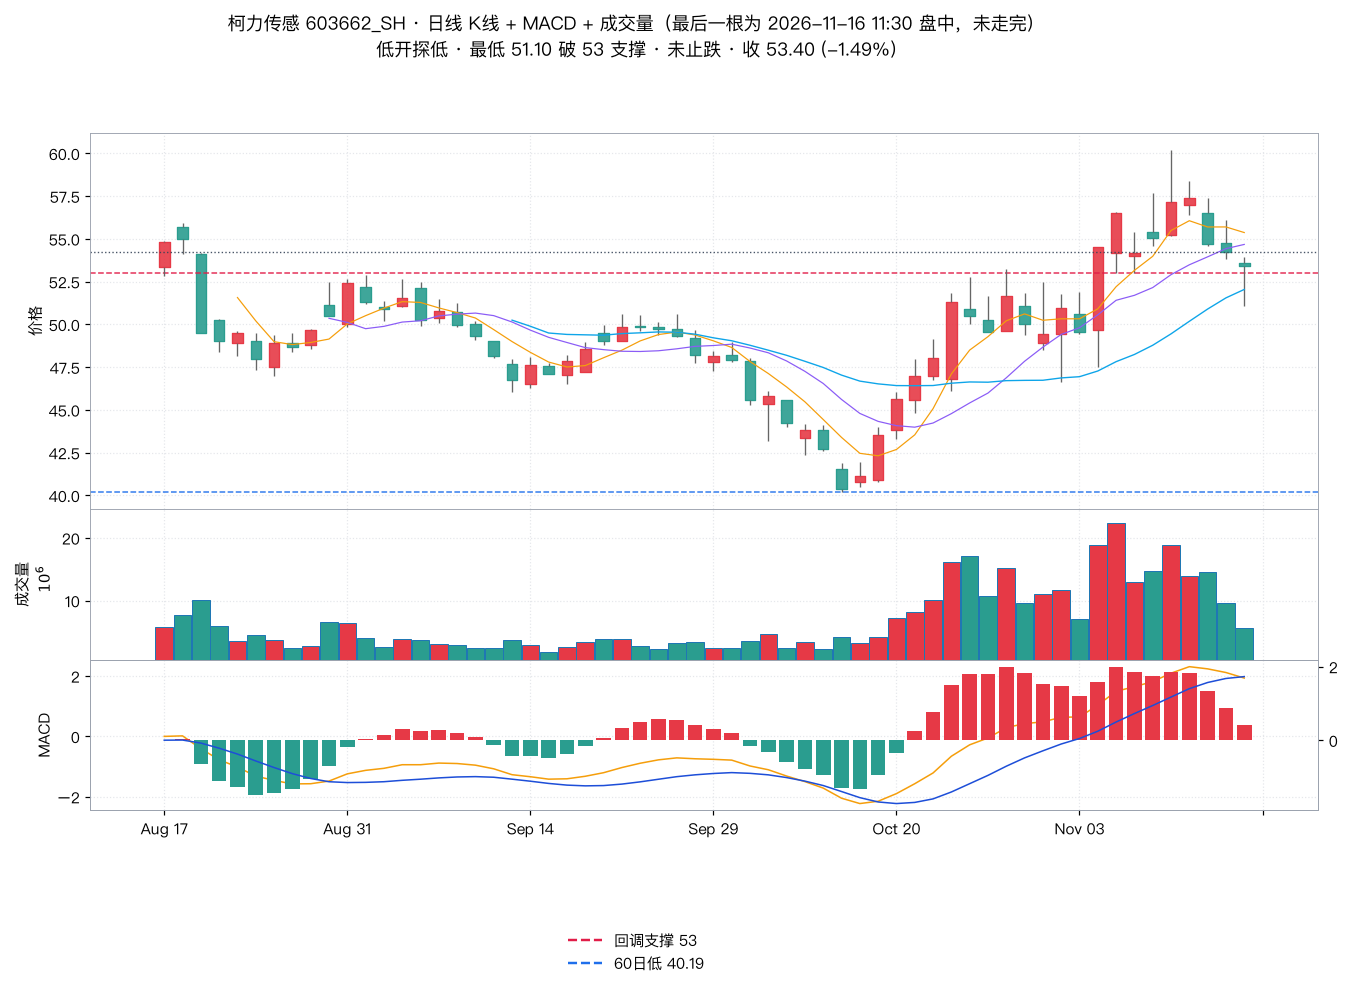 柯力传感 603662_SH · 日线 K线 + MACD + 成交量（最后一根为 2026-11-16 11:30 盘中，未走完）
低开探低 · 最低 51.10 破 53 支撑 · 未止跌 · 收 53.40 (-1.49%)
60.0
57.5
55.0
52.5
50.0
47.5
45.0
42.5
40.0
价格
20
10
成交量
10⁶
2
0
−2
MACD
2
0
Aug 17
Aug 31
Sep 14
Sep 29
Oct 20
Nov 03
回调支撑 53
60日低 40.19